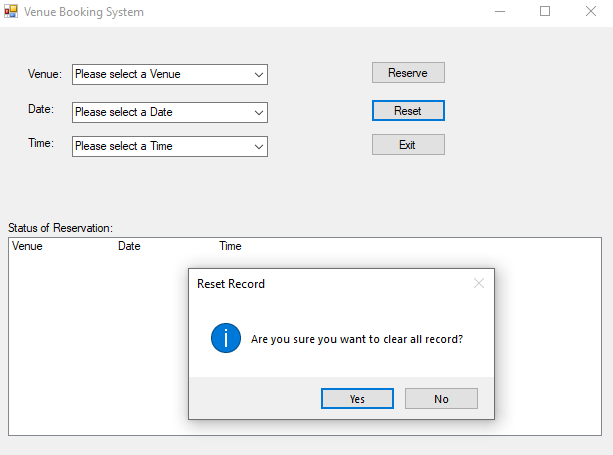 Venue Booking System
Venue: Please select a Venue Reserve
Date: Please select a Date Reset
Time: Please select a Time Exit
Status of Reservation:
Venue Date Time
Reset Record
Are you sure you want to clear all record?
Yes No